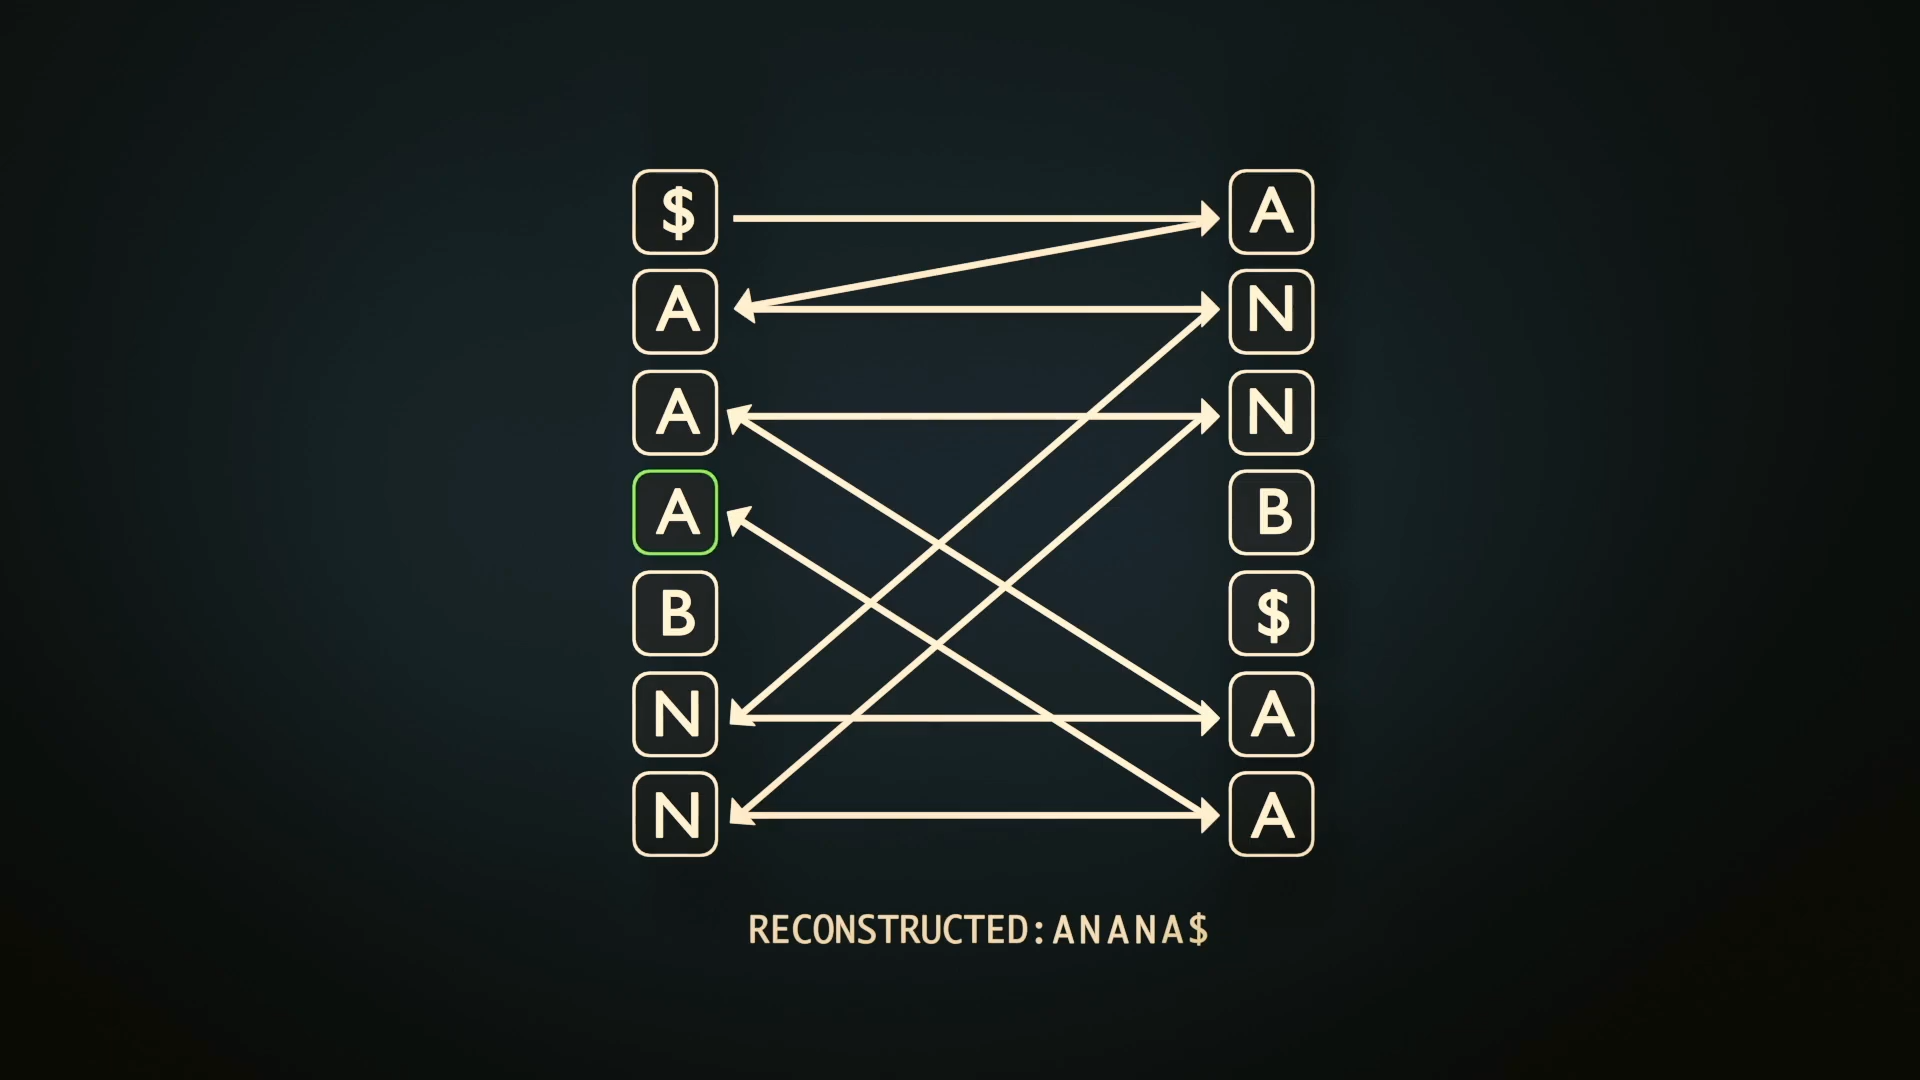 $ A
A N
A N
A B
B $
N A
N A
RECONSTRUCTED:ANANA$